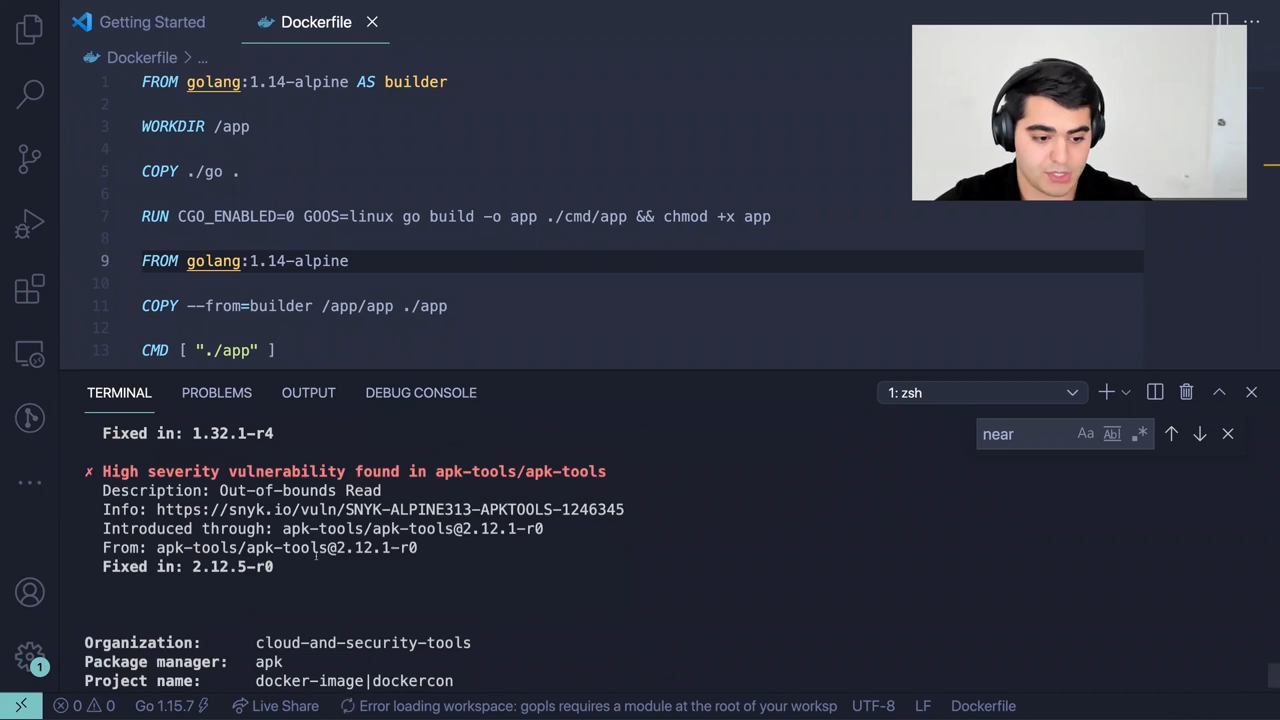 Getting Started
Dockerfile
Dockerfile > ...
1 FROM golang:1.14-alpine AS builder
2
3 WORKDIR /app
4
5 COPY ./go .
6
7 RUN CGO_ENABLED=0 GOOS=linux go build -o app ./cmd/app && chmod +x app
8
9 FROM golang:1.14-alpine
10
11 COPY --from=builder /app/app ./app
12
13 CMD [ "./app" ]
TERMINAL PROBLEMS OUTPUT DEBUG CONSOLE 1: zsh
near Aa Abl .*
Fixed in: 1.32.1-r4
✗ High severity vulnerability found in apk-tools/apk-tools
Description: Out-of-bounds Read
Info: https://snyk.io/vuln/SNYK-ALPINE313-APKTOOLS-1246345
Introduced through: apk-tools/apk-tools@2.12.1-r0
From: apk-tools/apk-tools@2.12.1-r0
Fixed in: 2.12.5-r0
Organization: cloud-and-security-tools
Package manager: apk
Project name: docker-image|dockercon
1
0 0 Go 1.15.7 Live Share Error loading workspace: gopls requires a module at the root of your worksp UTF-8 LF Dockerfile